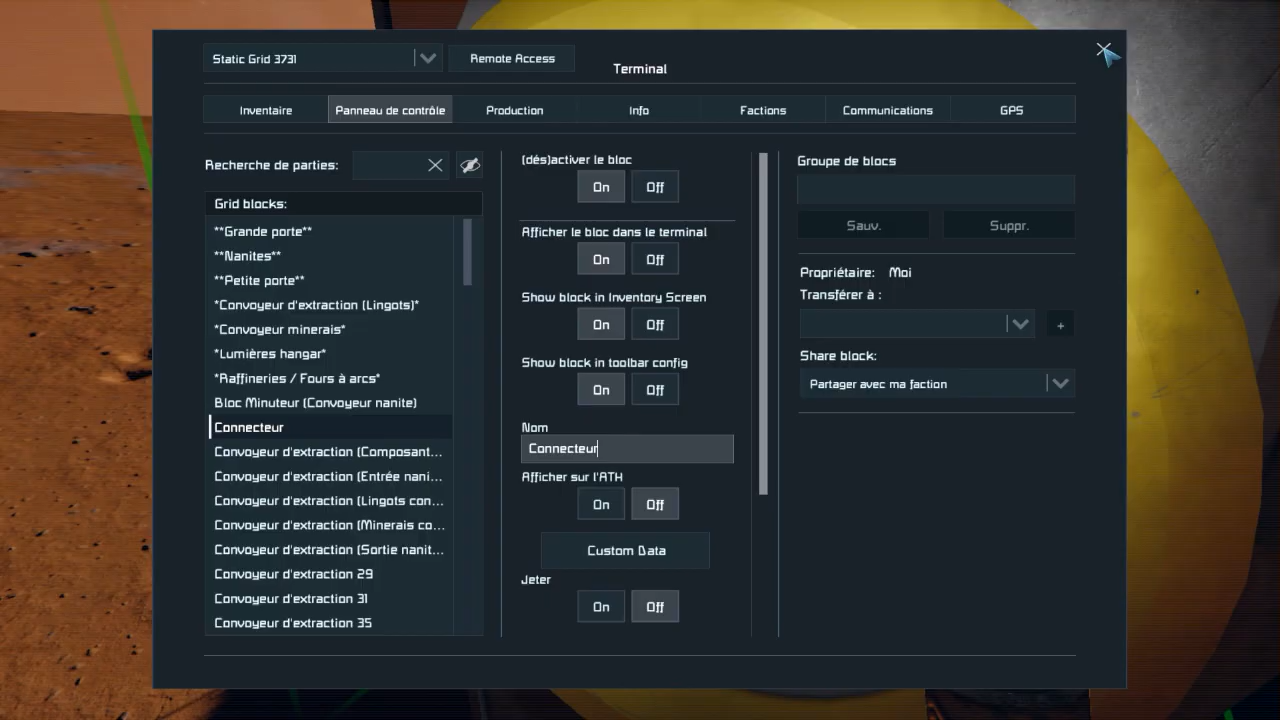 Static Grid 3731
Remote Access
Terminal
Inventaire
Panneau de contrôle
Production
Info
Factions
Communications
GPS
Recherche de parties:
Grid blocks:
**Grande porte**
**Nanites**
**Petite porte**
*Convoyeur d'extraction (Lingots)*
*Convoyeur minerais*
*Lumières hangar*
*Raffineries / Fours à arcs*
Bloc Minuteur (Convoyeur nanite)
Connecteur
Convoyeur d'extraction (Composant...
Convoyeur d'extraction (Entrée nani...
Convoyeur d'extraction (Lingots con...
Convoyeur d'extraction (Minerais co...
Convoyeur d'extraction (Sortie nanit...
Convoyeur d'extraction 29
Convoyeur d'extraction 31
Convoyeur d'extraction 35
(dés)activer le bloc
On Off
Afficher le bloc dans le terminal
On Off
Show block in Inventory Screen
On Off
Show block in toolbar config
On Off
Nom
Connecteur
Afficher sur l'ATH
On Off
Custom Data
Jeter
On Off
Groupe de blocs
Sauv. Suppr.
Propriétaire: Moi
Transférer à :
+
Share block:
Partager avec ma faction